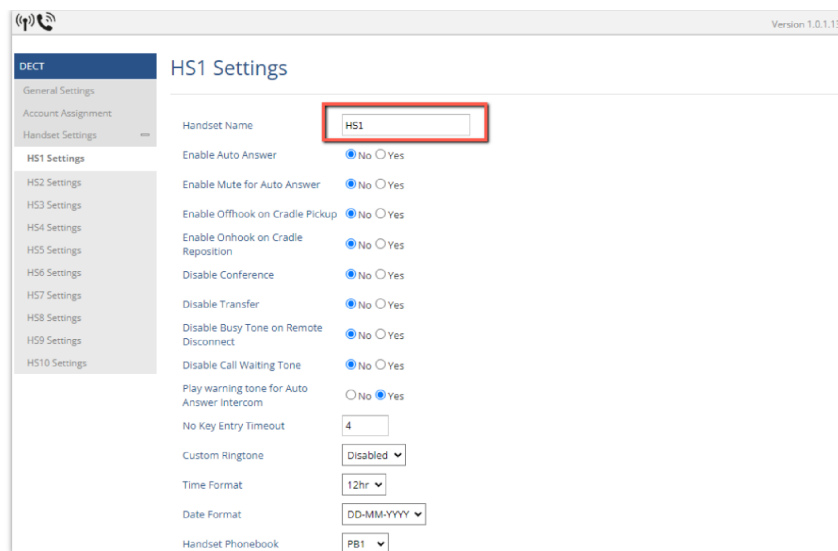 Version 1.0.1.13
DECT
General Settings
Account Assignment
Handset Settings
HS1 Settings
HS2 Settings
HS3 Settings
HS4 Settings
HS5 Settings
HS6 Settings
HS7 Settings
HS8 Settings
HS9 Settings
HS10 Settings
HS1 Settings
Handset Name HS1
Enable Auto Answer No Yes
Enable Mute for Auto Answer No Yes
Enable Offhook on Cradle Pickup No Yes
Enable Onhook on Cradle
Reposition No Yes
Disable Conference No Yes
Disable Transfer No Yes
Disable Busy Tone on Remote
Disconnect No Yes
Disable Call Waiting Tone No Yes
Play warning tone for Auto
Answer Intercom No Yes
No Key Entry Timeout 4
Custom Ringtone Disabled
Time Format 12hr
Date Format DD-MM-YYYY
Handset Phonebook PB1